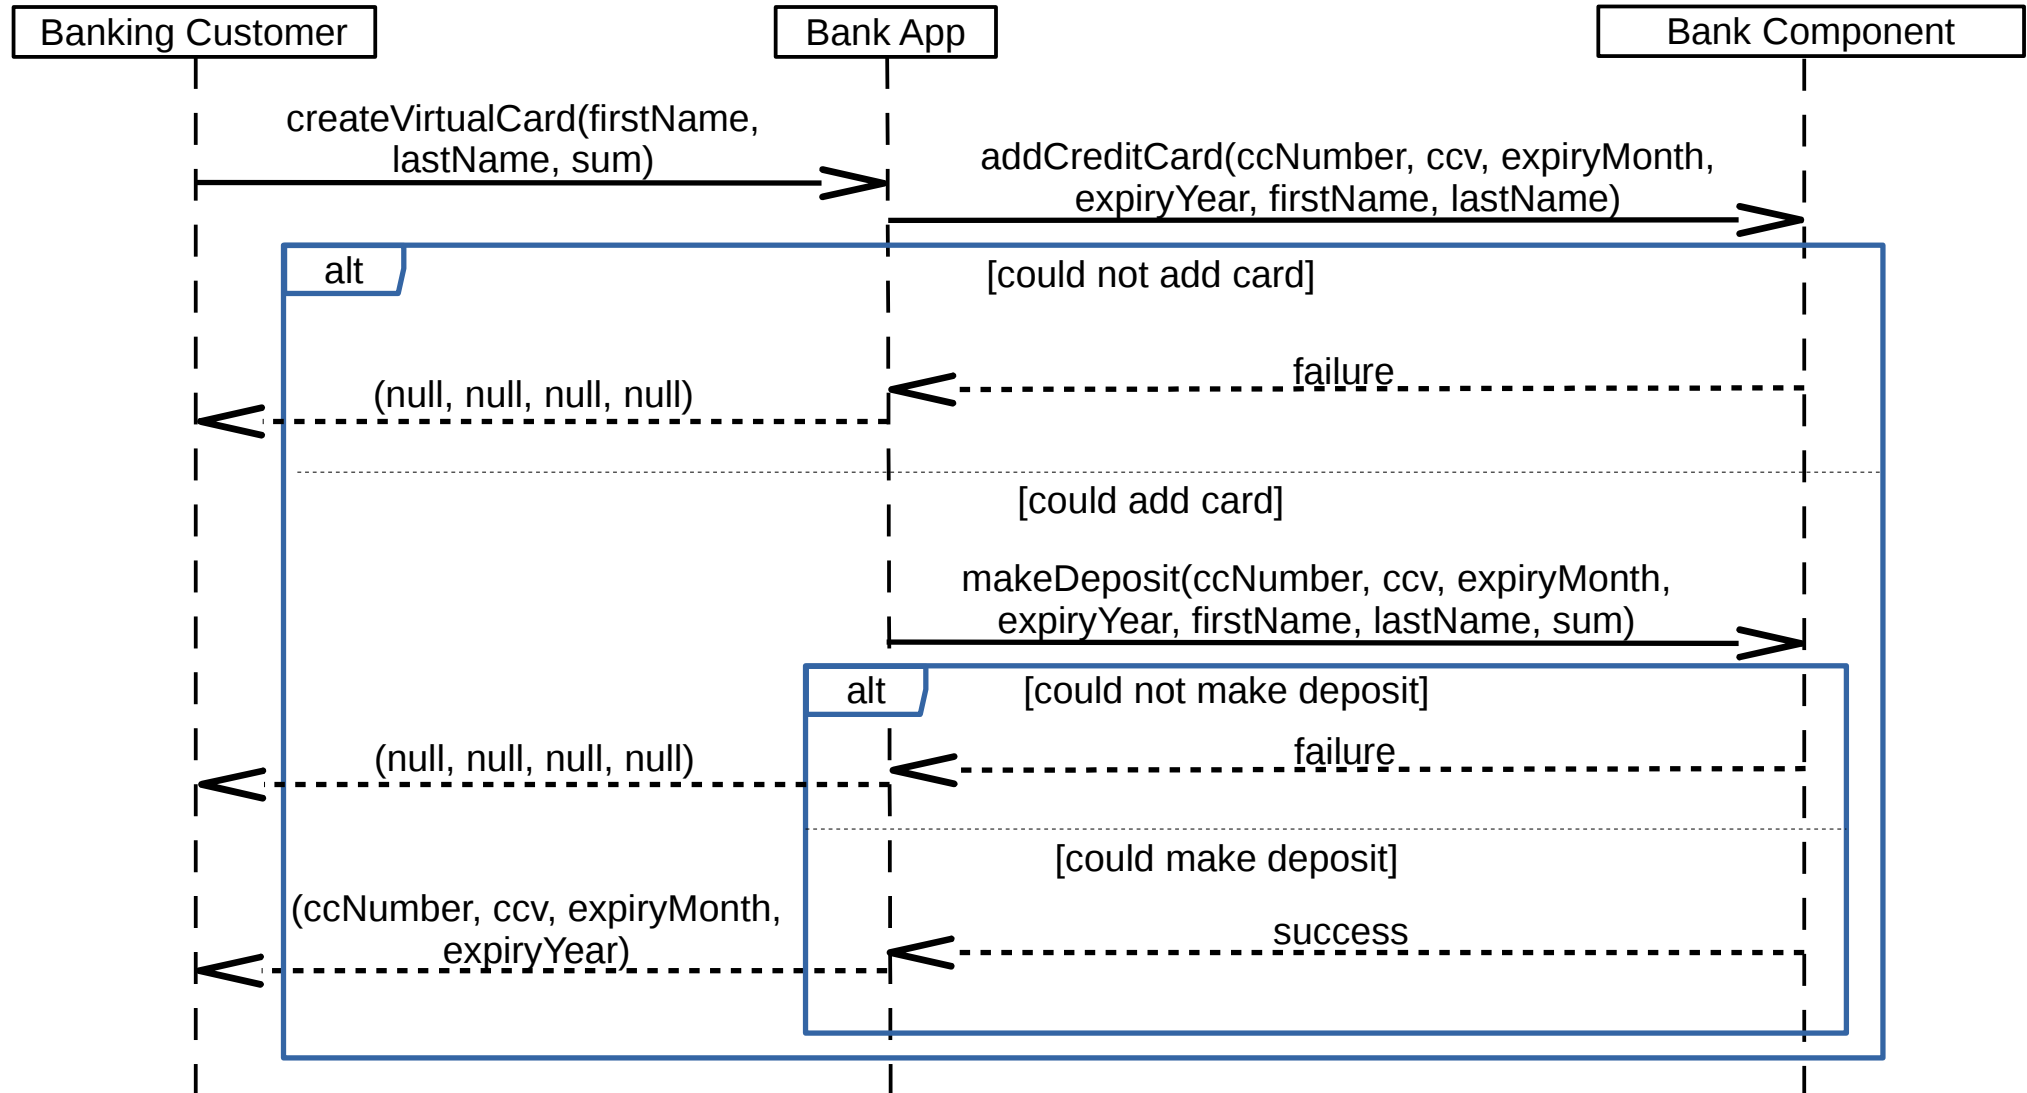 Banking Customer
Bank App
Bank Component
createVirtualCard(firstName,
lastName, sum)
addCreditCard(ccNumber, ccv, expiryMonth,
expiryYear, firstName, lastName)
alt
[could not add card]
failure
(null, null, null, null)
[could add card]
makeDeposit(ccNumber, ccv, expiryMonth,
expiryYear, firstName, lastName, sum)
alt
[could not make deposit]
failure
(null, null, null, null)
[could make deposit]
success
(ccNumber, ccv, expiryMonth,
expiryYear)